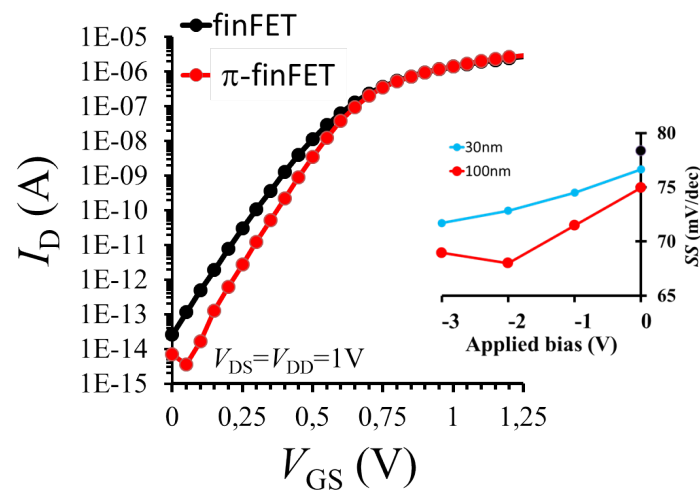 finFET
π-finFET
1E-05
1E-06
1E-07
1E-08
1E-09
1E-10
1E-11
1E-12
1E-13
1E-14
1E-15
I_D (A)
V_DS=V_DD=1V
0 0,25 0,5 0,75 1 1,25
V_GS (V)
30nm
100nm
80
75
70
65
SS (mV/dec)
-3 -2 -1 0
Applied bias (V)